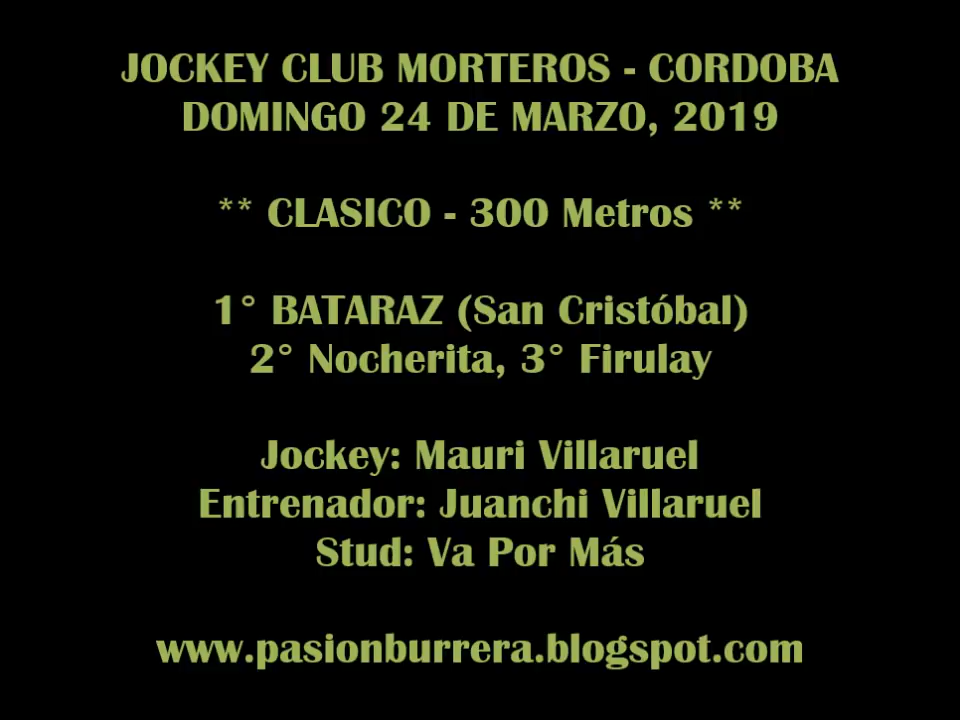 JOCKEY CLUB MORTEROS - CORDOBA
DOMINGO 24 DE MARZO, 2019
** CLASICO - 300 Metros **
1° BATARAZ (San Cristóbal)
2° Nocherita, 3° Firulay
Jockey: Mauri Villaruel
Entrenador: Juanchi Villaruel
Stud: Va Por Más
www.pasionburrera.blogspot.com